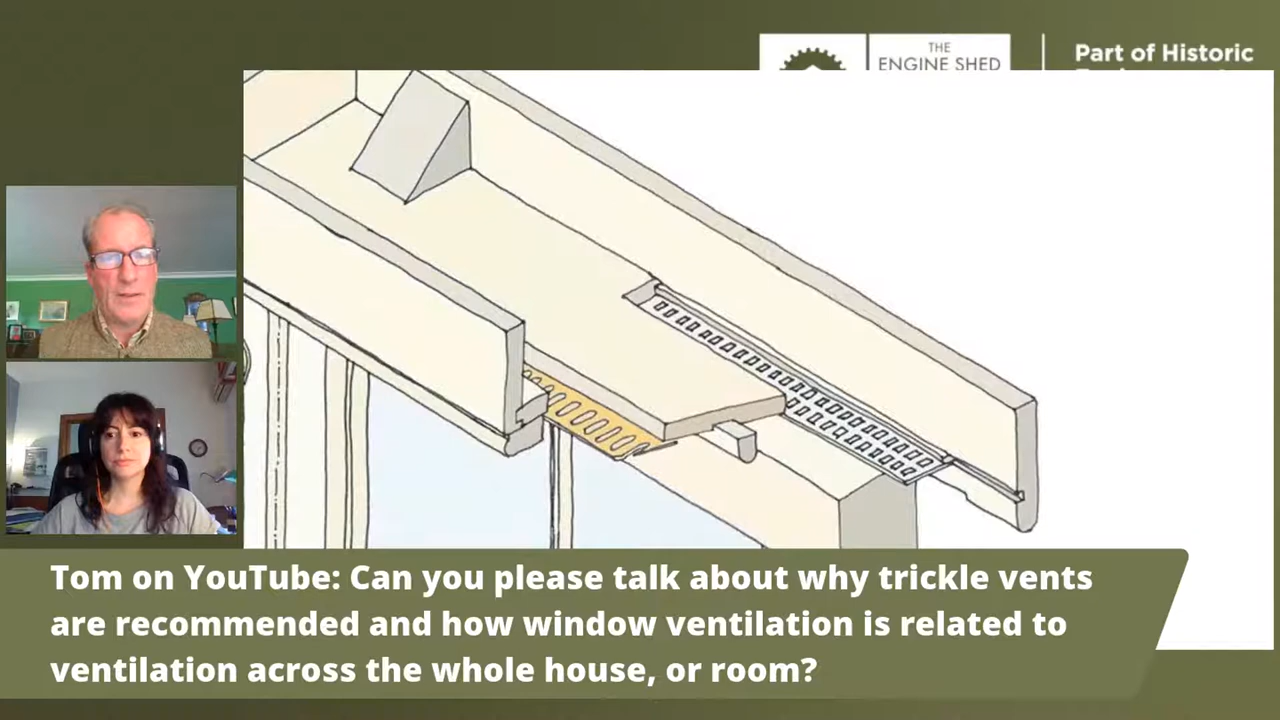 THE
ENGINE SHED
Part of Historic
Tom on YouTube: Can you please talk about why trickle vents
are recommended and how window ventilation is related to
ventilation across the whole house, or room?